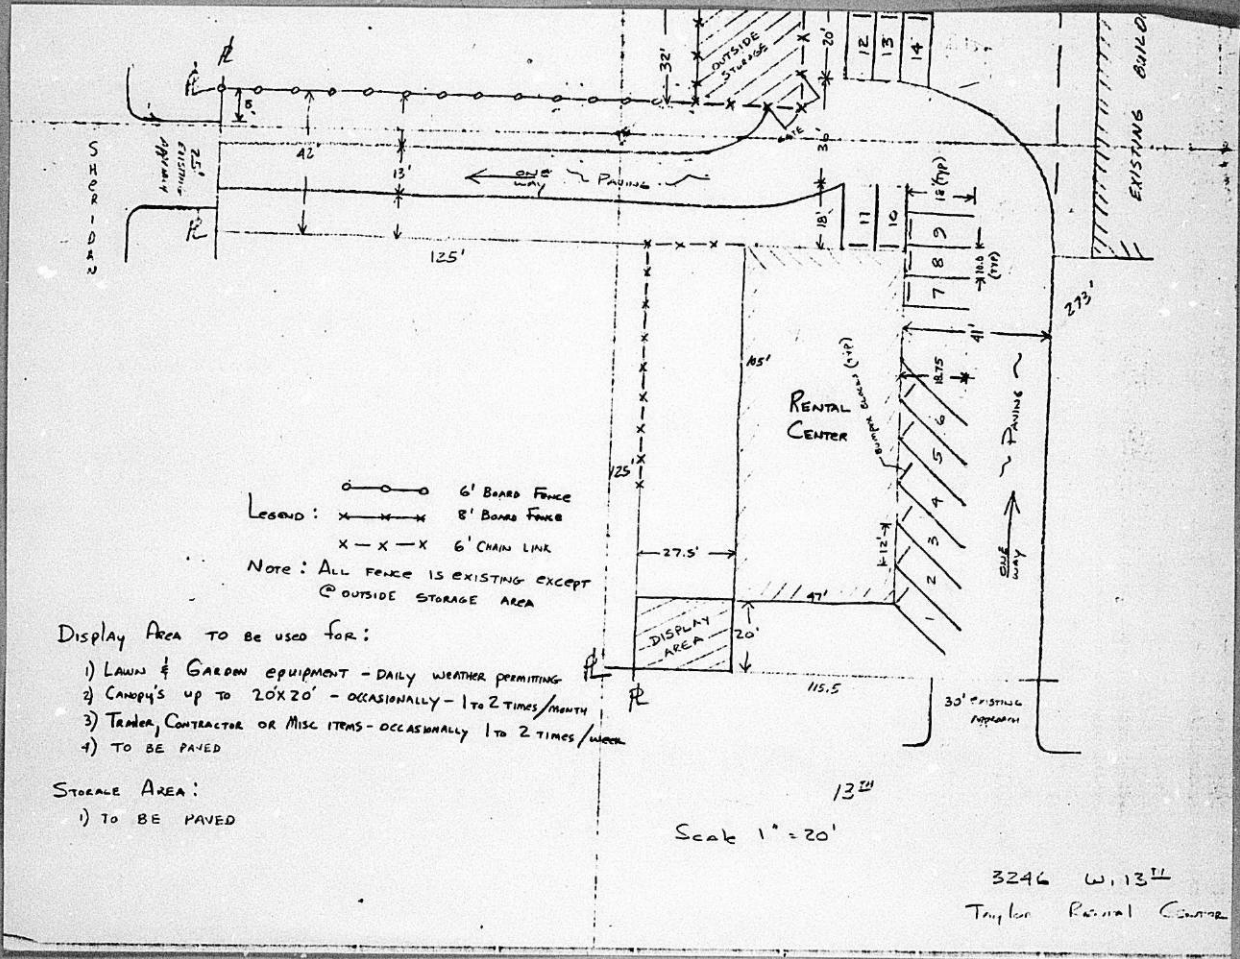 OUTSIDE
STORAGE
32'
20'
12
13
14
EXISTING BUILDI
GATE
30'
8'
SHERIDAN
25'
EXISTING
APPROACH
42'
13'
ONE
WAY
PAVING
18'
11
10
18' (TYP)
9
8
7
10.0
(TYP)
125'
273'
41'
105'
18.75
BUMPER BLOCKS (TYP)
RENTAL
CENTER
6
5
4
3
2
1
ONE
WAY
PAVING
125'
12'
27.5'
47'
LEGEND:
6' BOARD FENCE
8' BOARD FENCE
6' CHAIN LINK
NOTE: ALL FENCE IS EXISTING EXCEPT
@ OUTSIDE STORAGE AREA
DISPLAY
AREA
20'
115.5
30' EXISTING
APPROACH
Display Area TO BE USED FOR:
1) LAWN & GARDEN EQUIPMENT - DAILY WEATHER PERMITTING
2) CANOPY'S UP TO 20'X20' - OCCASIONALLY - 1 TO 2 TIMES/MONTH
3) TRAILER, CONTRACTOR OR MISC ITEMS - OCCASIONALLY 1 TO 2 TIMES/WEEK
4) TO BE PAVED
STORAGE AREA:
1) TO BE PAVED
13TH
Scale 1" = 20'
3246 W. 13TH
Taylor Rental Center